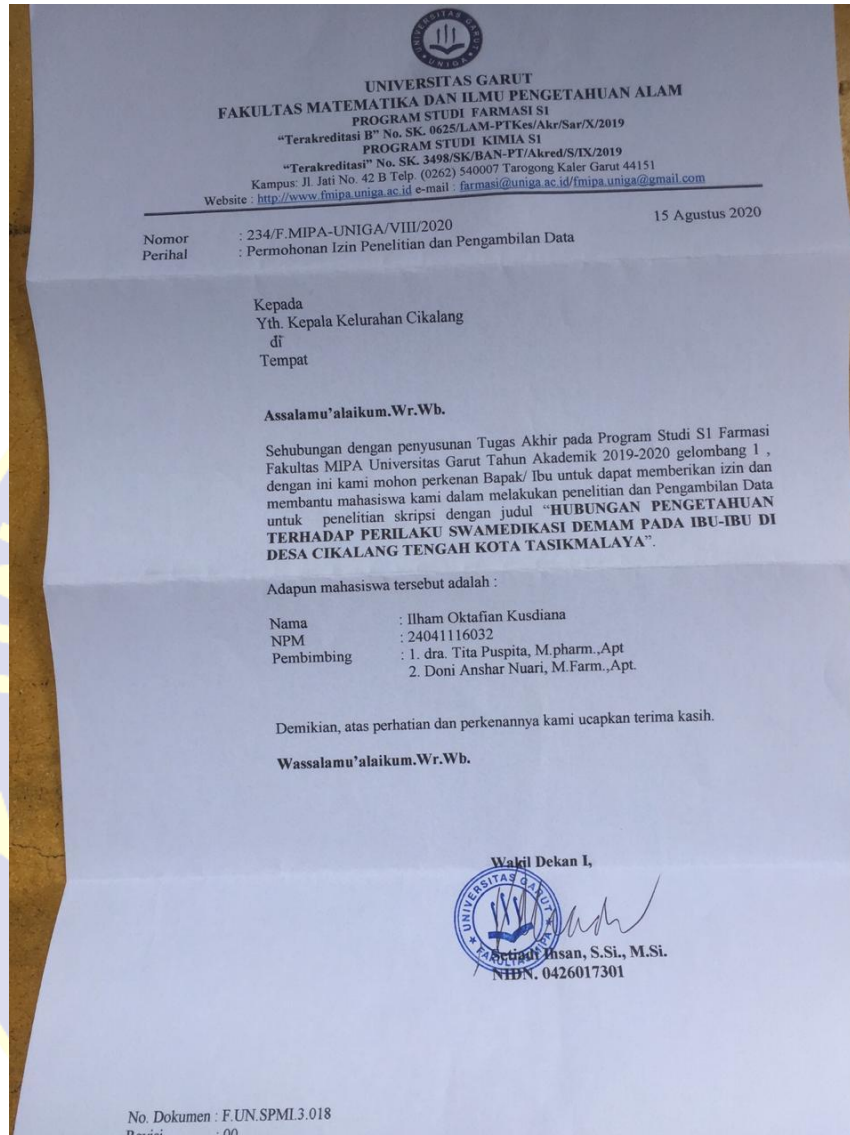 UNIVERSITAS GARUT
UNIGA
UNIVERSITAS GARUT
FAKULTAS MATEMATIKA DAN ILMU PENGETAHUAN ALAM
PROGRAM STUDI FARMASI S1
“Terakreditasi B” No. SK. 0625/LAM-PTKes/Akr/Sar/X/2019
PROGRAM STUDI KIMIA S1
“Terakreditasi” No. SK. 3498/SK/BAN-PT/Akred/S/IX/2019
Kampus: Jl. Jati No. 42 B Telp. (0262) 540007 Tarogong Kaler Garut 44151
Website : http://www.fmipa.uniga.ac.id e-mail : farmasi@uniga.ac.id/fmipa.uniga@gmail.com
15 Agustus 2020
Nomor : 234/F.MIPA-UNIGA/VIII/2020
Perihal : Permohonan Izin Penelitian dan Pengambilan Data
Kepada
Yth. Kepala Kelurahan Cikalang
di
Tempat
Assalamu’alaikum.Wr.Wb.
Sehubungan dengan penyusunan Tugas Akhir pada Program Studi S1 Farmasi
Fakultas MIPA Universitas Garut Tahun Akademik 2019-2020 gelombang 1 ,
dengan ini kami mohon perkenan Bapak/ Ibu untuk dapat memberikan izin dan
membantu mahasiswa kami dalam melakukan penelitian dan Pengambilan Data
untuk penelitian skripsi dengan judul “HUBUNGAN PENGETAHUAN
TERHADAP PERILAKU SWAMEDIKASI DEMAM PADA IBU-IBU DI
DESA CIKALANG TENGAH KOTA TASIKMALAYA”.
Adapun mahasiswa tersebut adalah :
Nama : Ilham Oktafian Kusdiana
NPM : 24041116032
Pembimbing : 1. dra. Tita Puspita, M.pharm.,Apt
2. Doni Anshar Nuari, M.Farm.,Apt.
Demikian, atas perhatian dan perkenannya kami ucapkan terima kasih.
Wassalamu’alaikum.Wr.Wb.
Wakil Dekan I,
UNIVERSITAS GARUT
FAKULTAS MIPA
Setiadi Ihsan, S.Si., M.Si.
NIDN. 0426017301
No. Dokumen : F.UN.SPMI.3.018
Revisi : 00